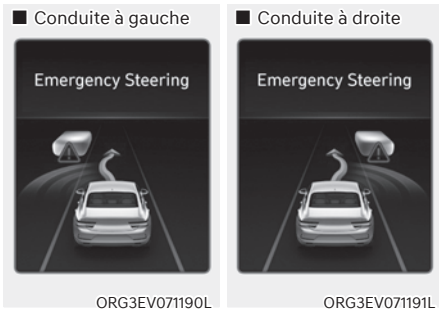 ■ Conduite à gauche
Emergency Steering
ORG3EV071190L
■ Conduite à droite
Emergency Steering
ORG3EV071191L